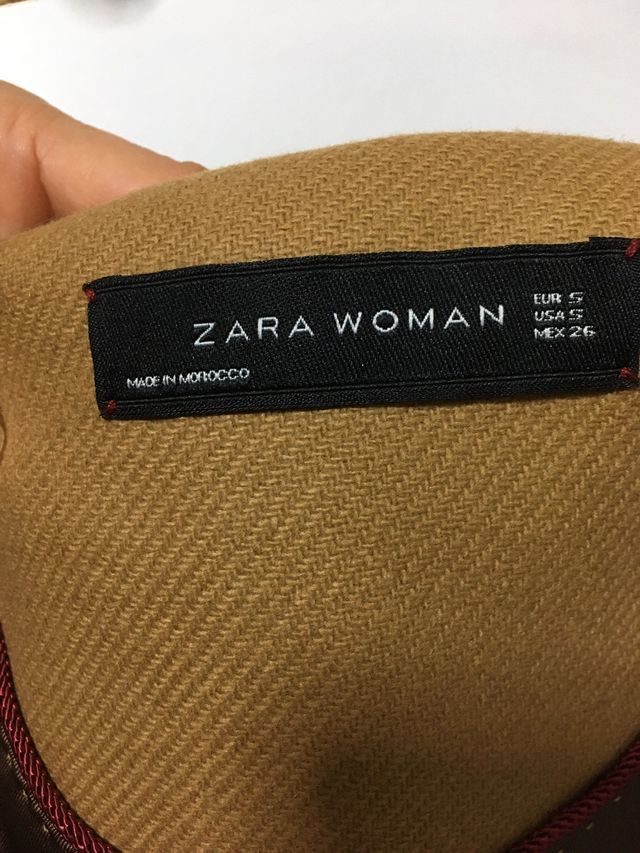 ZARA WOMAN
EUR S
USA S
MEX 26
MADE IN MOROCCO